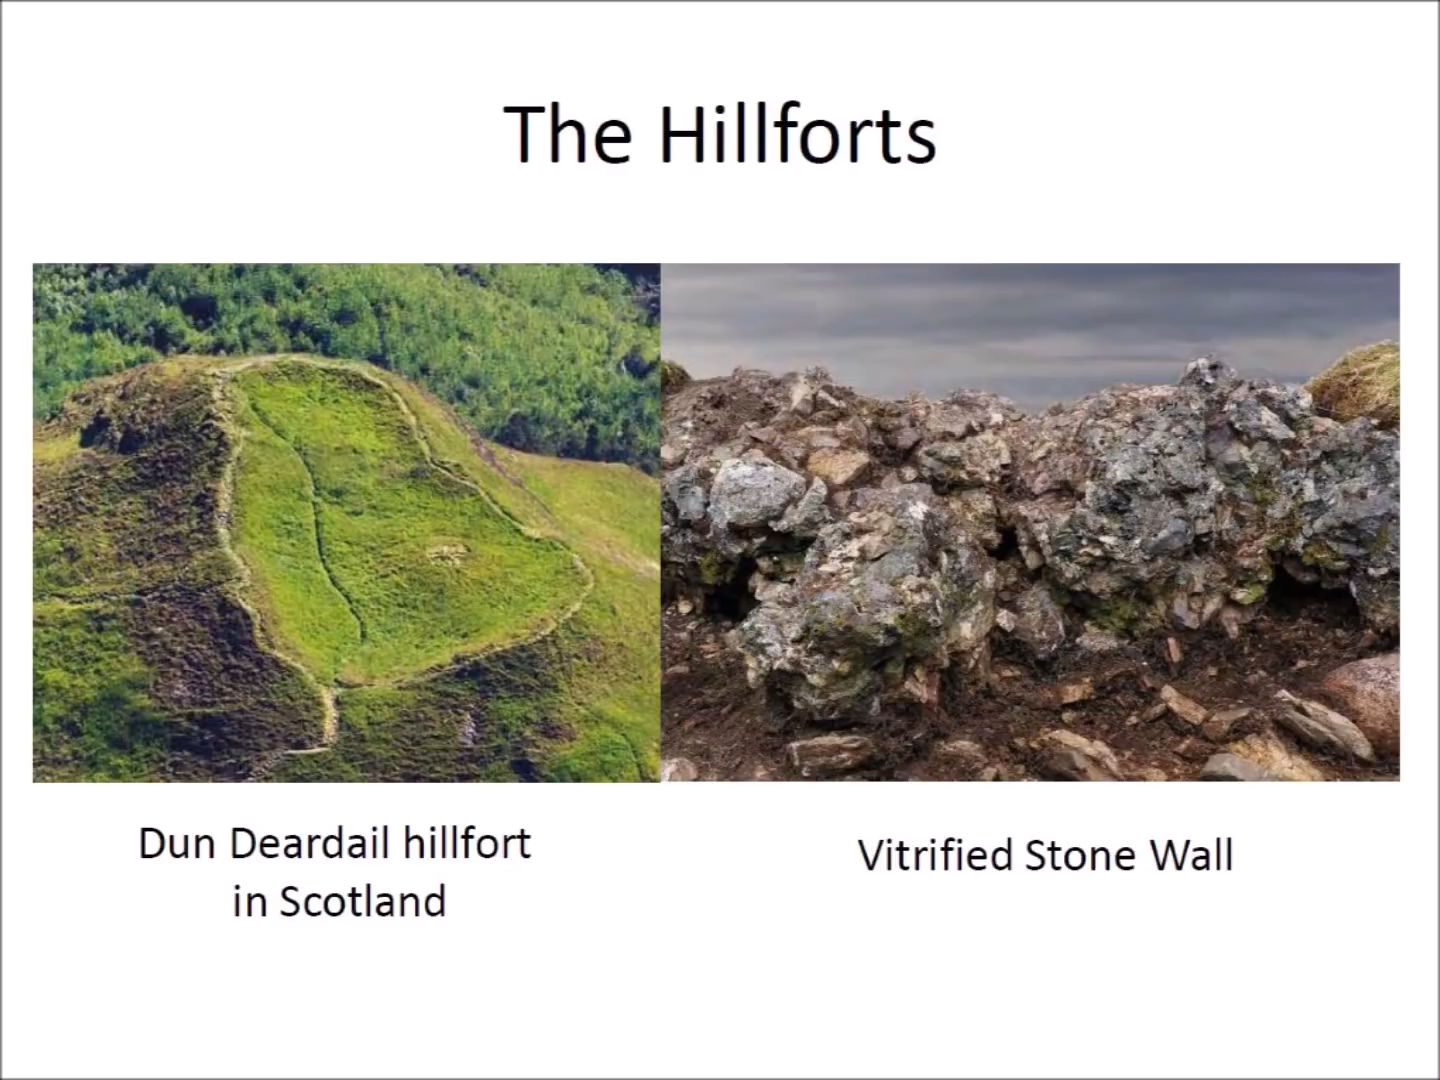 The Hillforts
Dun Deardail hillfort
in Scotland
Vitrified Stone Wall